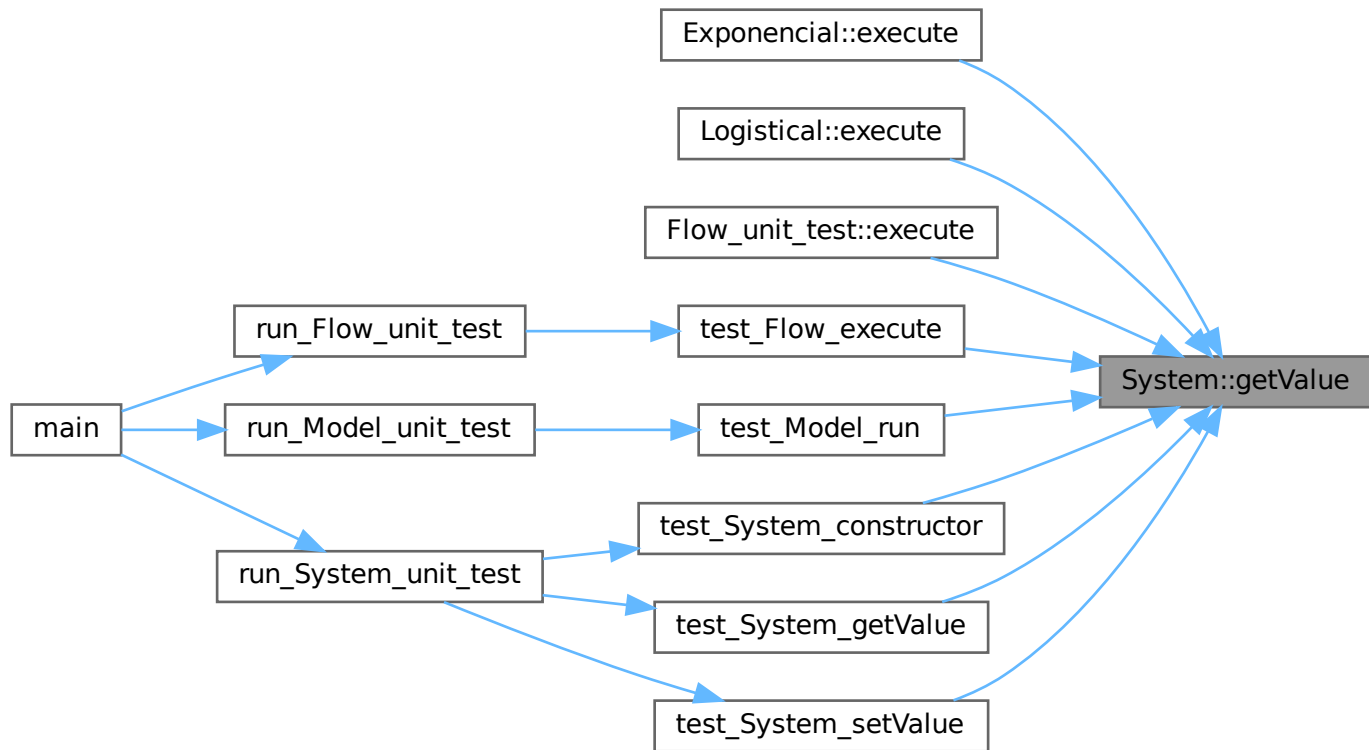 Exponencial::execute
Logistical::execute
Flow_unit_test::execute
run_Flow_unit_test
test_Flow_execute
System::getValue
main
run_Model_unit_test
test_Model_run
test_System_constructor
run_System_unit_test
test_System_getValue
test_System_setValue